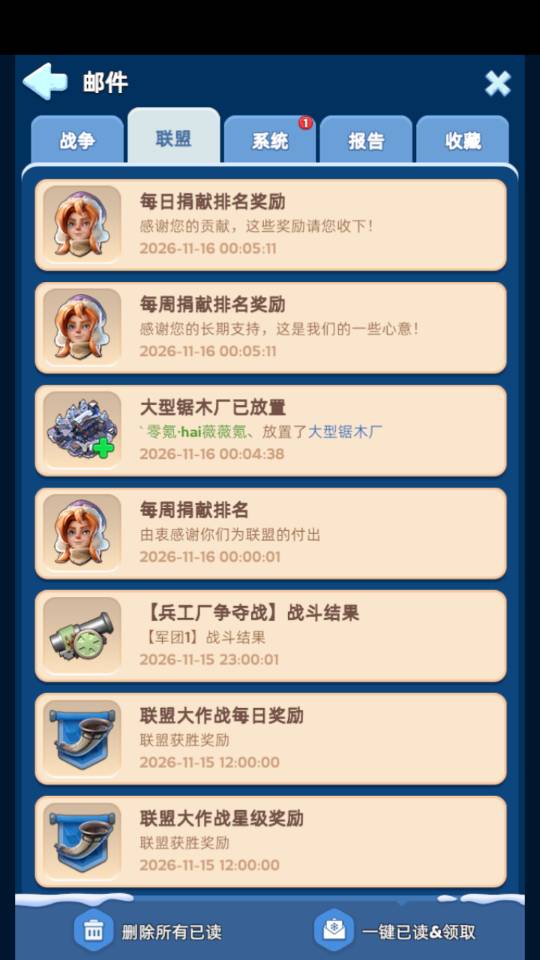 邮件
战争
联盟
系统
1
报告
收藏
每日捐献排名奖励
感谢您的贡献，这些奖励请您收下！
2026-11-16 00:05:11
每周捐献排名奖励
感谢您的长期支持，这是我们的一些心意！
2026-11-16 00:05:11
大型锯木厂已放置
`零氪·hai薇薇氪、放置了大型锯木厂
2026-11-16 00:04:38
每周捐献排名
由衷感谢你们为联盟的付出
2026-11-16 00:00:01
【兵工厂争夺战】战斗结果
【军团1】战斗结果
2026-11-15 23:00:01
联盟大作战每日奖励
联盟获胜奖励
2026-11-15 12:00:00
联盟大作战星级奖励
联盟获胜奖励
2026-11-15 12:00:00
删除所有已读
一键已读&领取